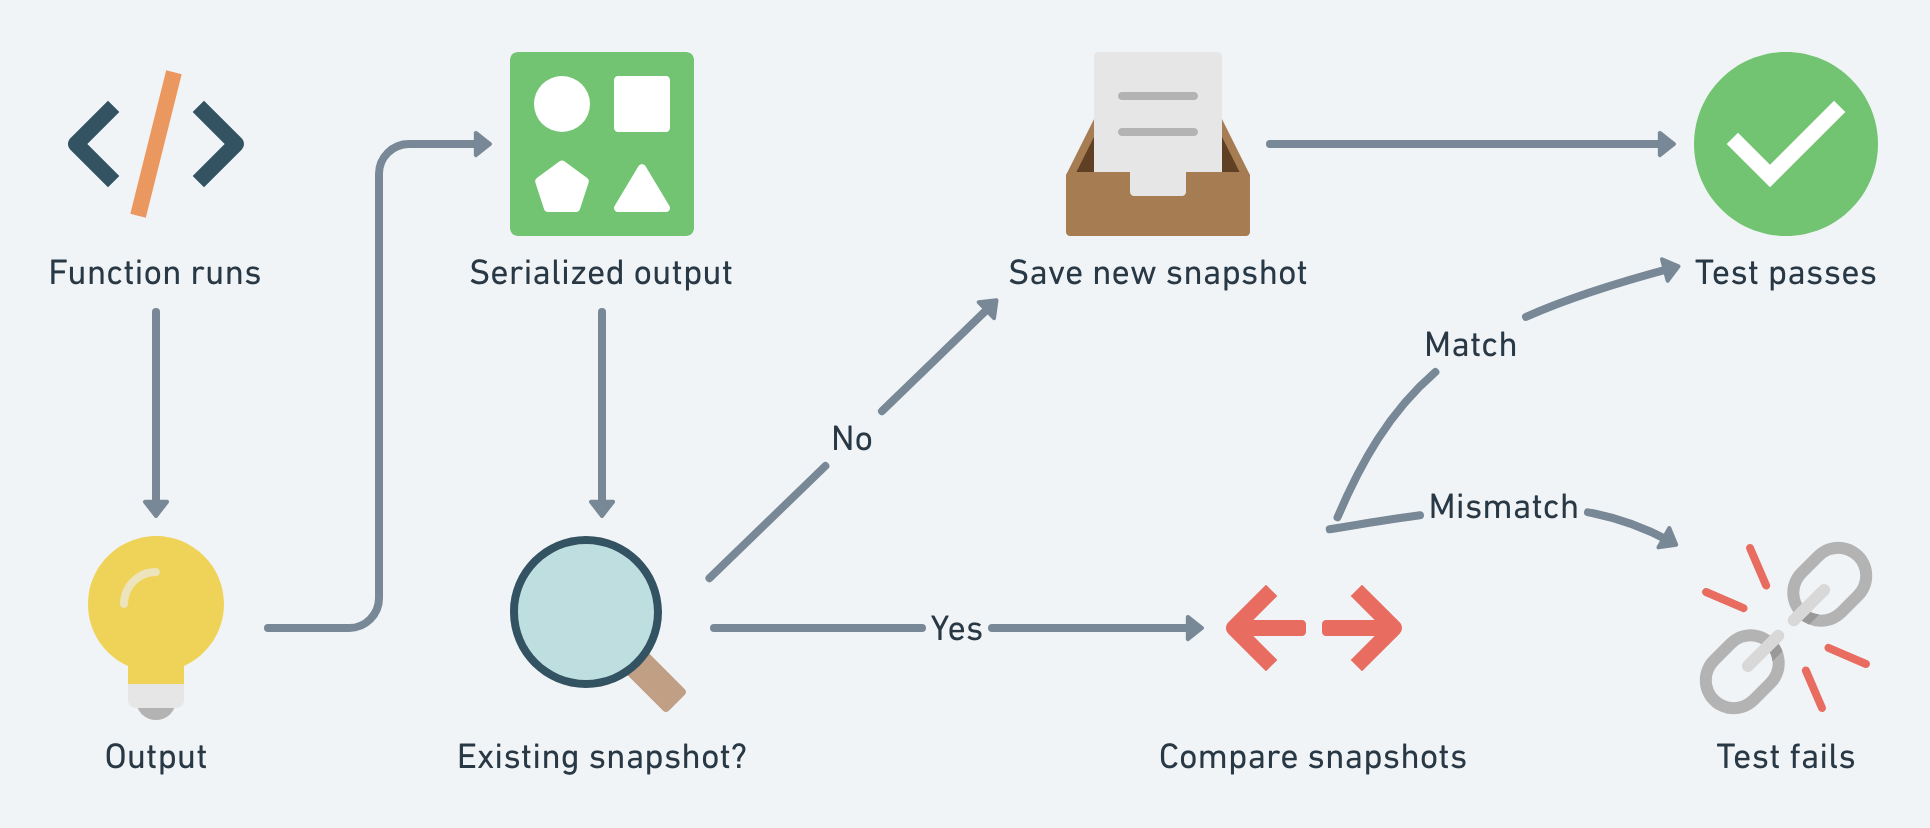 Function runs
Serialized output
Save new snapshot
Test passes
Match
No
Mismatch
Yes
Output
Existing snapshot?
Compare snapshots
Test fails